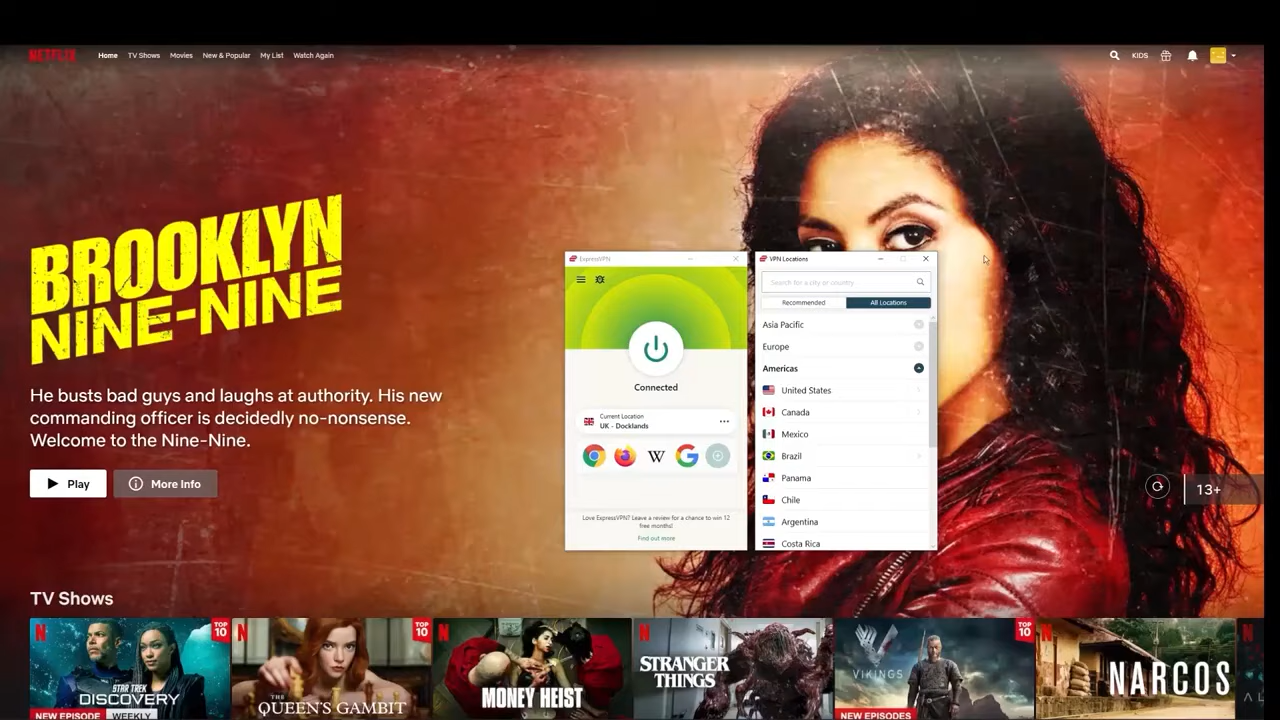 NETFLIX
Home TV Shows Movies New & Popular My List Watch Again
KIDS
BROOKLYN
NINE-NINE
He busts bad guys and laughs at authority. His new
commanding officer is decidedly no-nonsense.
Welcome to the Nine-Nine.
Play More Info
13+
ExpressVPN
Connected
Current Location
UK - Docklands
W
Love ExpressVPN? Leave a review for a chance to win 12
free months!
Find out more
VPN Locations
Search for a city or country
Recommended All Locations
Asia Pacific
Europe
Americas
United States
Canada
Mexico
Brazil
Panama
Chile
Argentina
Costa Rica
TV Shows
N
TOP
10
STAR TREK
DISCOVERY
NEW EPISODE WEEKLY
N
TOP
10
THE
QUEEN'S GAMBIT
N
MONEY HEIST
N
STRANGER
THINGS
N
TOP
10
VIKINGS
NEW EPISODES
N
NARCOS
N